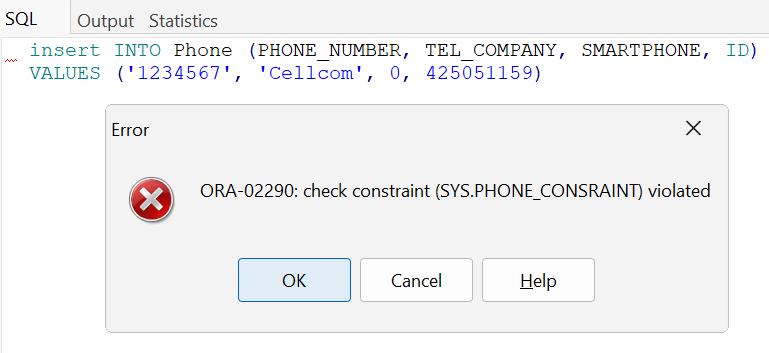 SQL Output Statistics
insert INTO Phone (PHONE_NUMBER, TEL_COMPANY, SMARTPHONE, ID)
VALUES ('1234567', 'Cellcom', 0, 425051159)
Error
ORA-02290: check constraint (SYS.PHONE_CONSRAINT) violated
OK Cancel Help